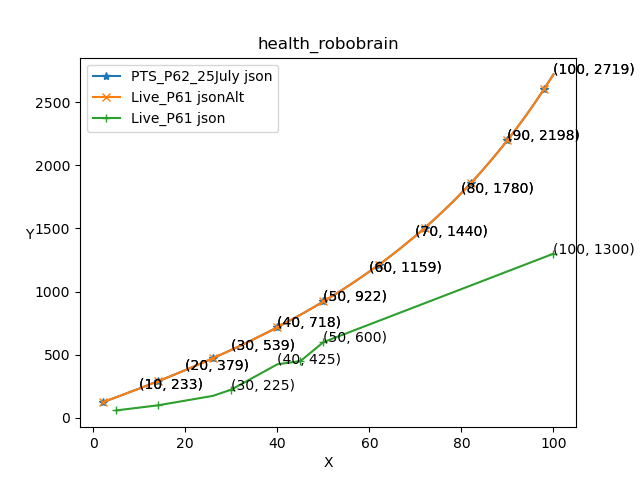 health_robobrain
PTS_P62_25July json
Live_P61 jsonAlt
Live_P61 json
(100, 2719)
(90, 2198)
(80, 1780)
(70, 1440)
(60, 1159)
(50, 922)
(40, 718)
(30, 539)
(20, 379)
(10, 233)
(100, 1300)
(50, 600)
(40, 425)
(30, 225)
Y
2500
2000
1500
1000
500
0
0 20 40 60 80 100
X